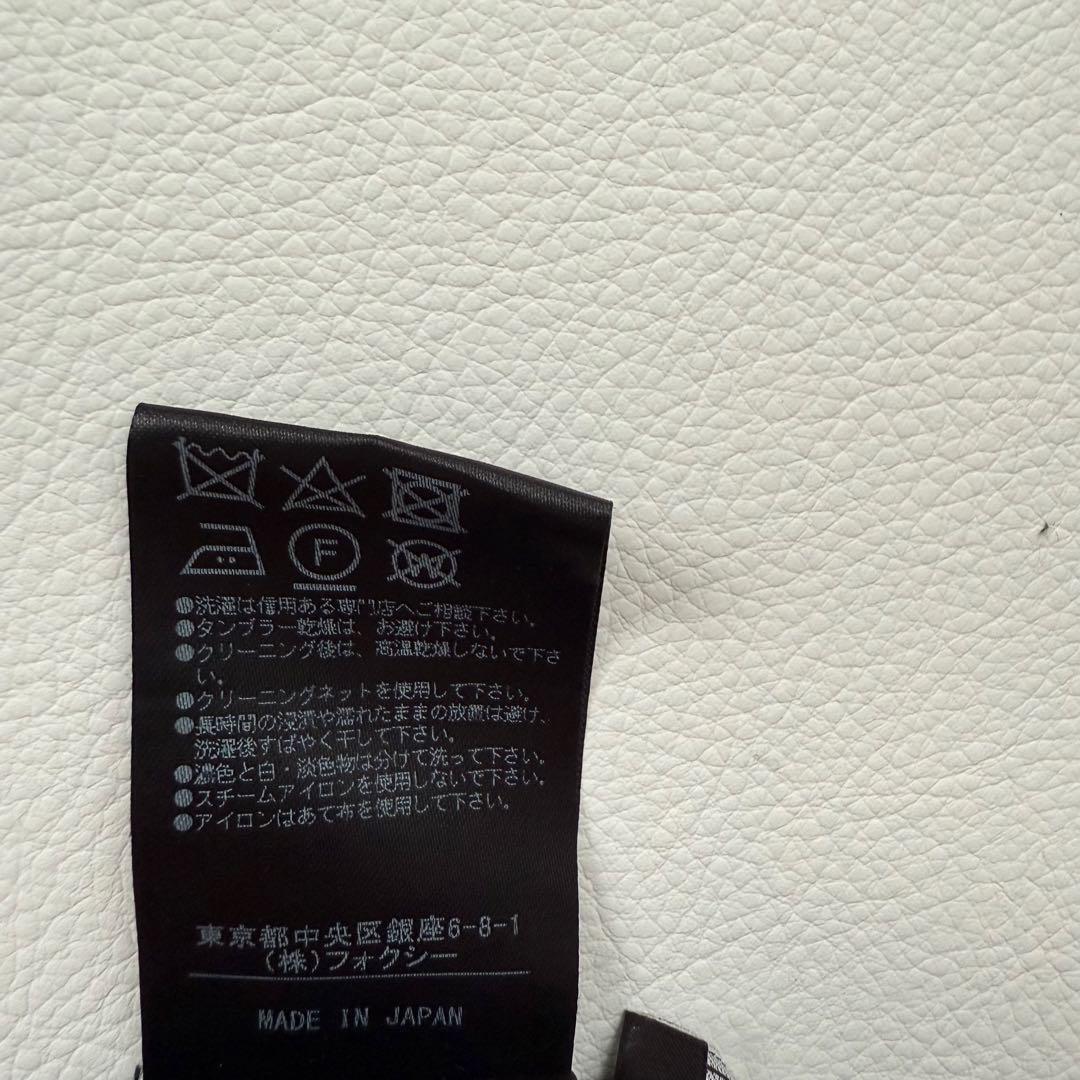 F
W
●洗濯は信用ある専門店へご相談下さい。
●タンブラー乾燥は、お避け下さい。
●クリーニング後は、高温乾燥しないで下さ
い。
●クリーニングネットを使用して下さい。
●長時間の浸漬や濡れたままの放置は避け、
洗濯後すばやく干して下さい。
●濃色と白・淡色物は分けて洗って下さい。
●スチームアイロンを使用しないで下さい。
●アイロンはあて布を使用して下さい。
東京都中央区銀座6-8-1
(株)フォクシー
MADE IN JAPAN